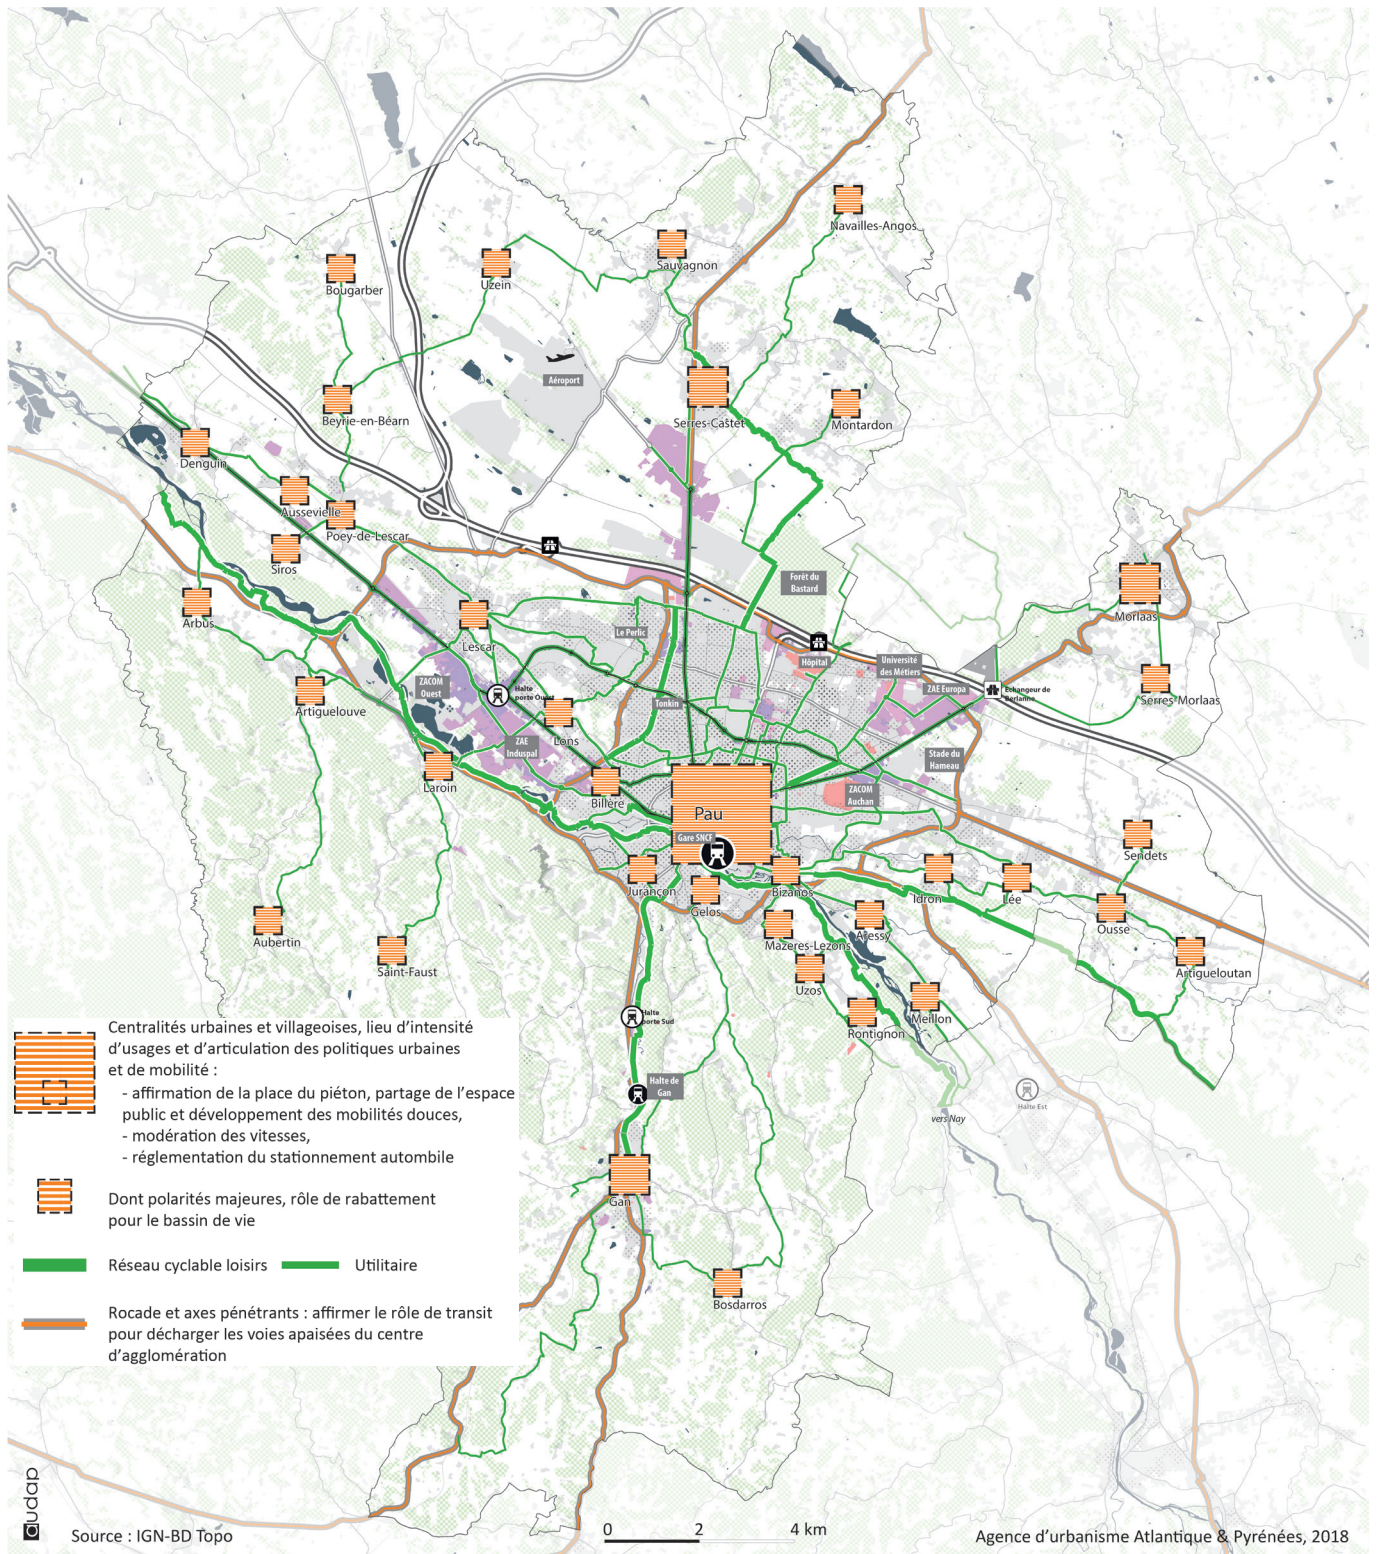 Navailles-Angos
Sauvagnon
Uzein
Bougarber
Aéroport
Beyrie-en-Béarn
Serres-Castet
Montardon
Denguin
Aussevielle
Poey-de-Lescar
Siros
Arbus
Forêt du
Bastard
Morlaas
Lescar
Le Perlic
Hôpital
Université
des Métiers
ZAE Europa
Echangeur de
Berlanne
Serres-Morlaas
ZACOM
Ouest
Halte
porte Ouest
Artiguelouve
Tonkin
Lons
ZAE
Induspal
Stade du
Hameau
Laroin
Billère
ZACOM
Auchan
Pau
Gare SNCF
Sendets
Jurançon
Bizanos
Idron
Lée
Gelos
Ousse
Aubertin
Mazères-Lezons
Aressy
Saint-Faust
Artigueloutan
Uzos
Halte
porte Sud
Meillon
Rontignon
Halte de
Gan
Halte Est
vers Nay
Gan
Bosdarros
Centralités urbaines et villageoises, lieu d'intensité
d'usages et d'articulation des politiques urbaines
et de mobilité :
- affirmation de la place du piéton, partage de l'espace
public et développement des mobilités douces,
- modération des vitesses,
- réglementation du stationnement autombile
Dont polarités majeures, rôle de rabattement
pour le bassin de vie
Réseau cyclable loisirs
Utilitaire
Rocade et axes pénétrants : affirmer le rôle de transit
pour décharger les voies apaisées du centre
d'agglomération
audap
Source : IGN-BD Topo
0 2 4 km
Agence d'urbanisme Atlantique & Pyrénées, 2018